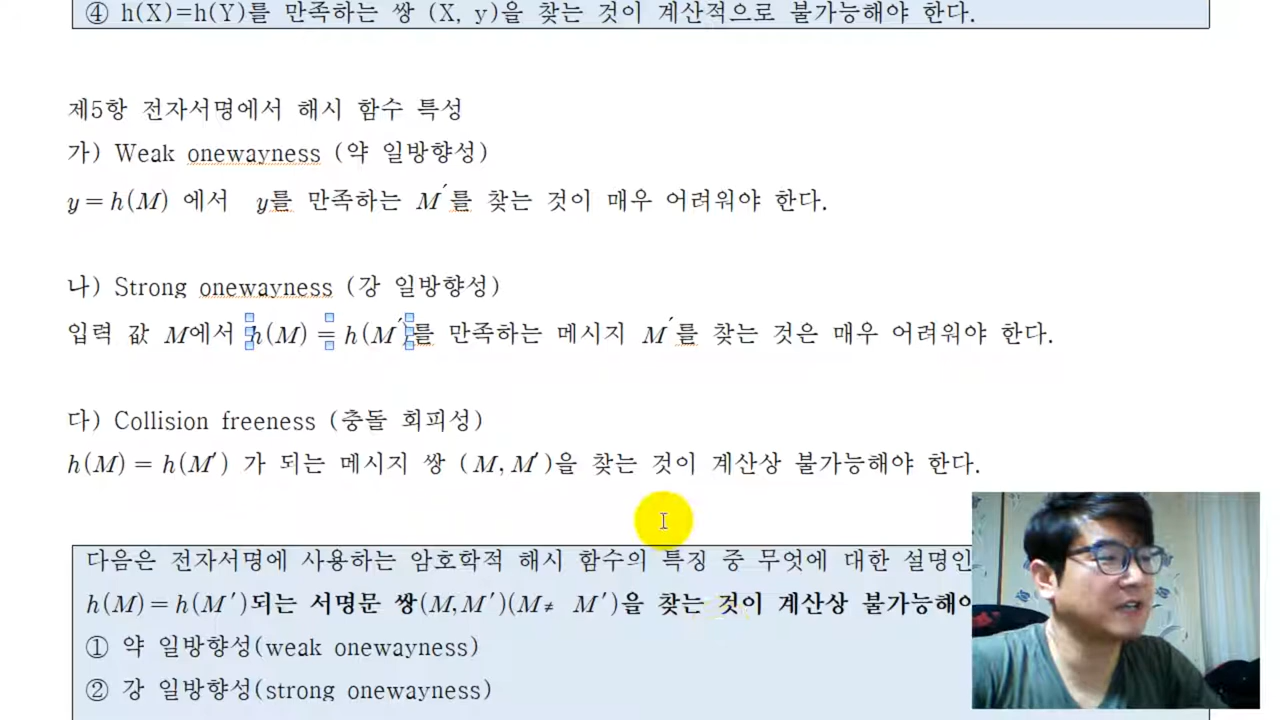 ④ h(X)=h(Y)를 만족하는 쌍 (X, y)을 찾는 것이 계산적으로 불가능해야 한다.
제5항 전자서명에서 해시 함수 특성
가) Weak onewayness (약 일방향성)
y = h(M) 에서 y를 만족하는 M′를 찾는 것이 매우 어려워야 한다.
나) Strong onewayness (강 일방향성)
입력 값 M에서 h(M) = h(M′)를 만족하는 메시지 M′를 찾는 것은 매우 어려워야 한다.
다) Collision freeness (충돌 회피성)
h(M) = h(M′) 가 되는 메시지 쌍 (M, M′)을 찾는 것이 계산상 불가능해야 한다.
다음은 전자서명에 사용하는 암호학적 해시 함수의 특징 중 무엇에 대한 설명인
h(M) = h(M′)되는 서명문 쌍(M, M′)(M≠ M′)을 찾는 것이 계산상 불가능해야
① 약 일방향성(weak onewayness)
② 강 일방향성(strong onewayness)